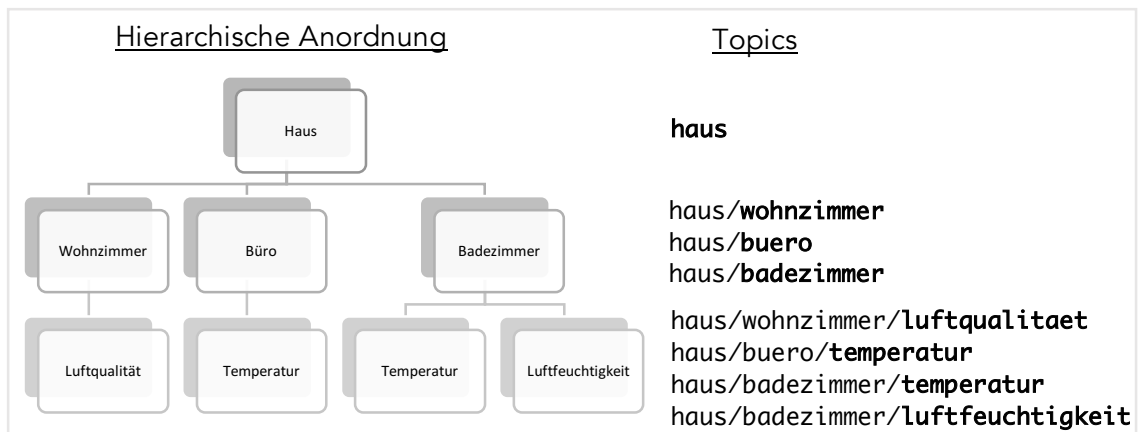 Hierarchische Anordnung
Haus
Wohnzimmer
Büro
Badezimmer
Luftqualität
Temperatur
Temperatur
Luftfeuchtigkeit
Topics
haus
haus/wohnzimmer
haus/buero
haus/badezimmer
haus/wohnzimmer/luftqualitaet
haus/buero/temperatur
haus/badezimmer/temperatur
haus/badezimmer/luftfeuchtigkeit